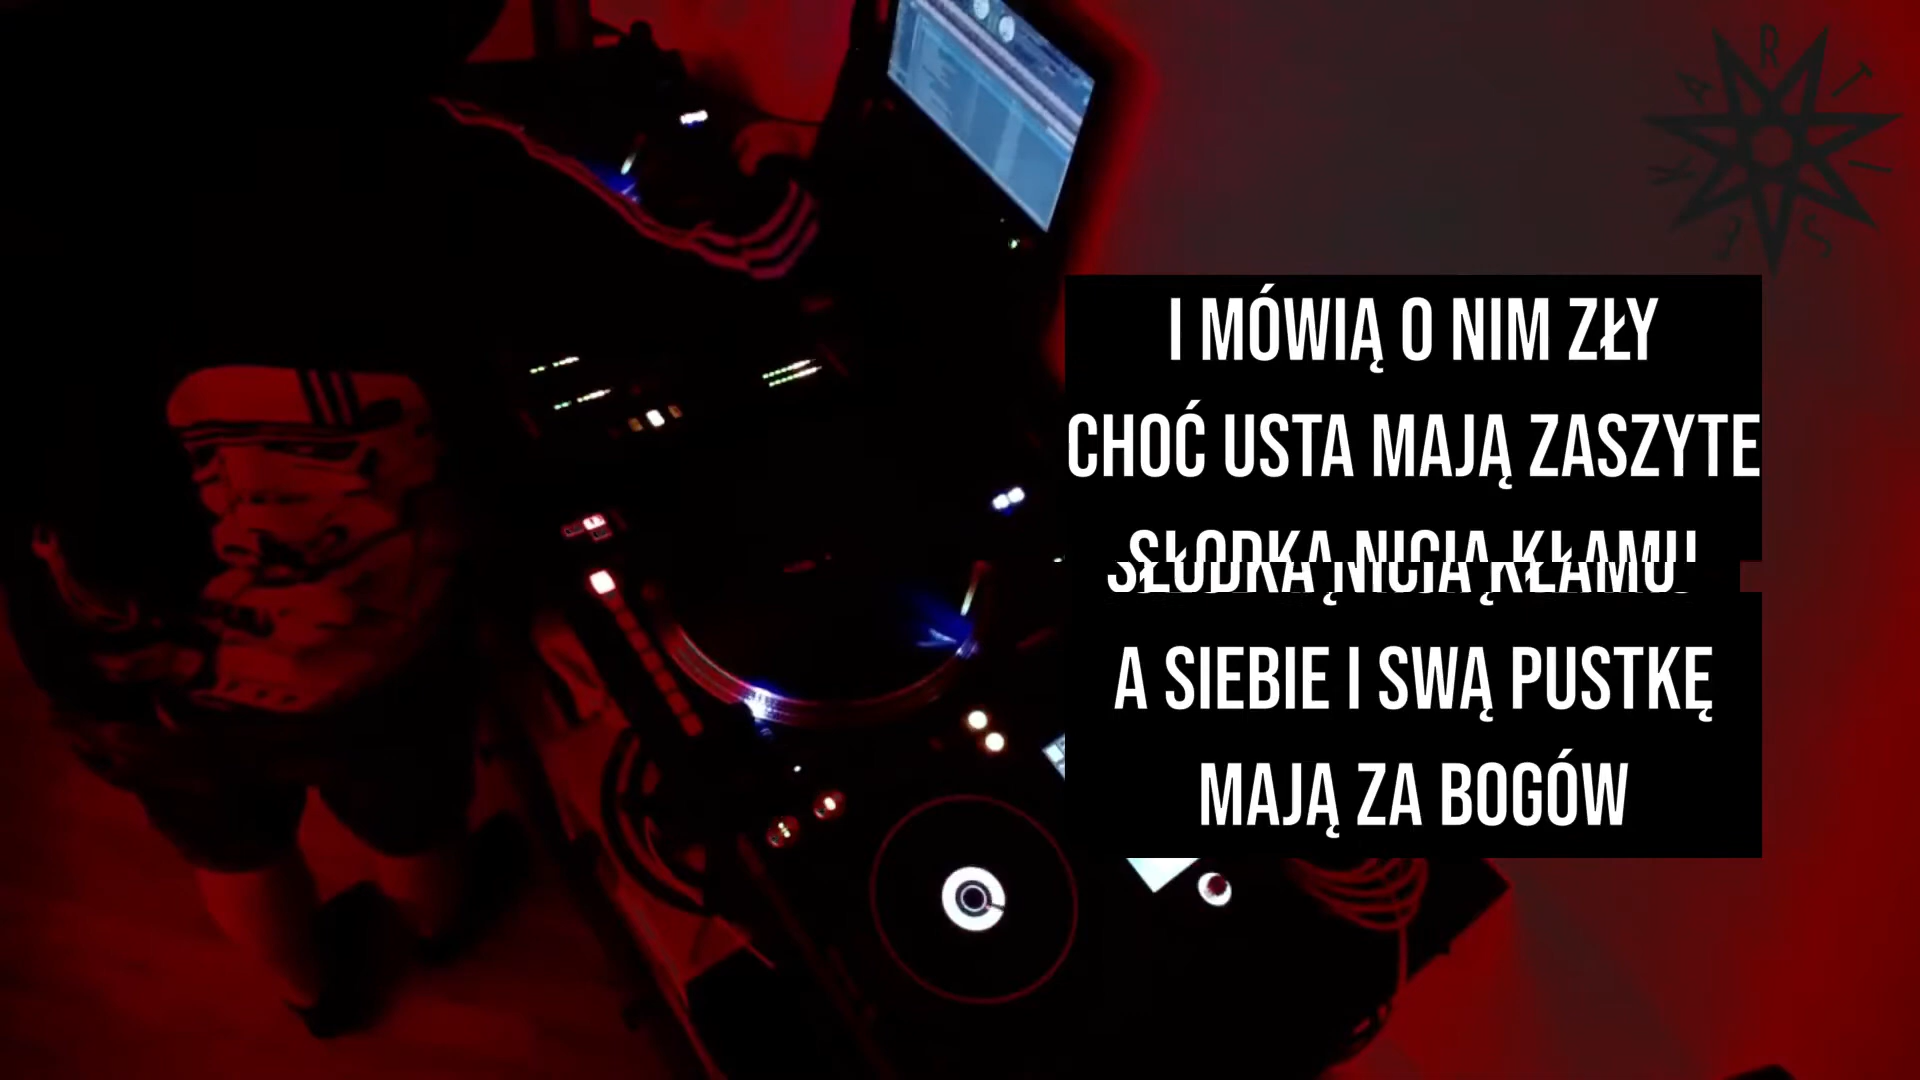 I MÓWIĄ O NIM ZŁY
CHOĆ USTA MAJĄ ZASZYTE
SŁODKĄ NICIĄ KŁAMU
A SIEBIE I SWĄ PUSTKĘ
MAJĄ ZA BOGÓW